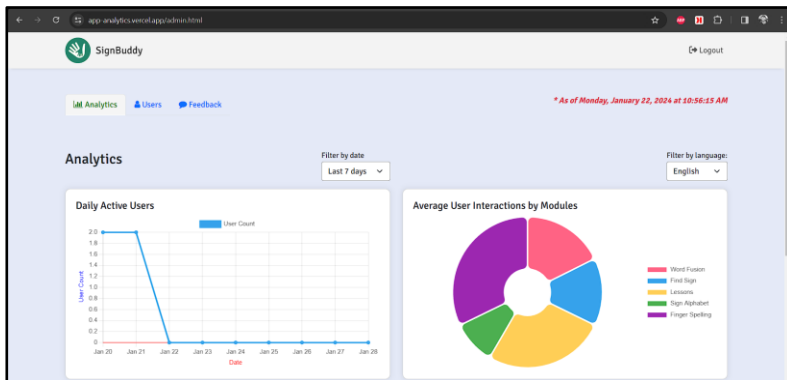 app-analytics.vercel.app/admin.html
SignBuddy
Logout
Analytics
Users
Feedback
* As of Monday, January 22, 2024 at 10:56:15 AM
Analytics
Filter by date
Last 7 days
Filter by language:
English
Daily Active Users
User Count
2.0
1.8
1.6
1.4
1.2
1.0
0.8
0.6
0.4
0.2
0
User Count
Jan 20 Jan 21 Jan 22 Jan 23 Jan 24 Jan 25 Jan 26 Jan 27 Jan 28
Date
Average User Interactions by Modules
Word Fusion
Find Sign
Lessons
Sign Alphabet
Finger Spelling